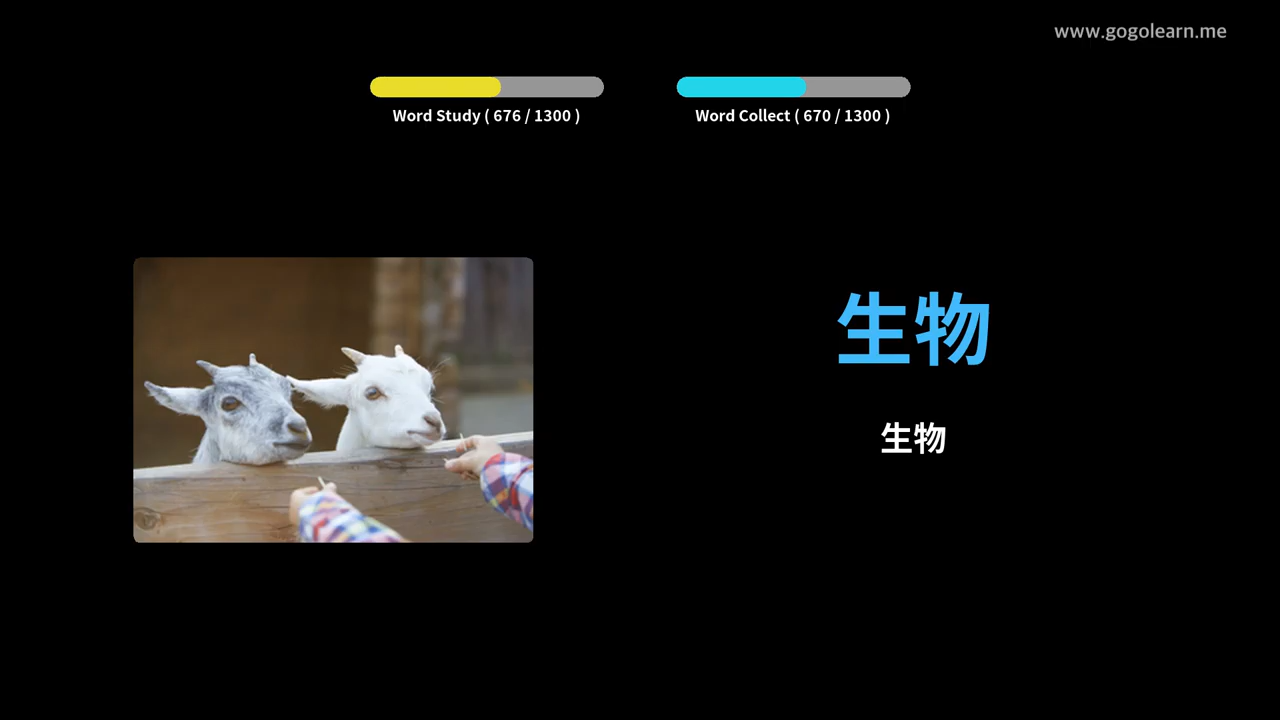 www.gogolearn.me
Word Study ( 676 / 1300 )
Word Collect ( 670 / 1300 )
生物
生物